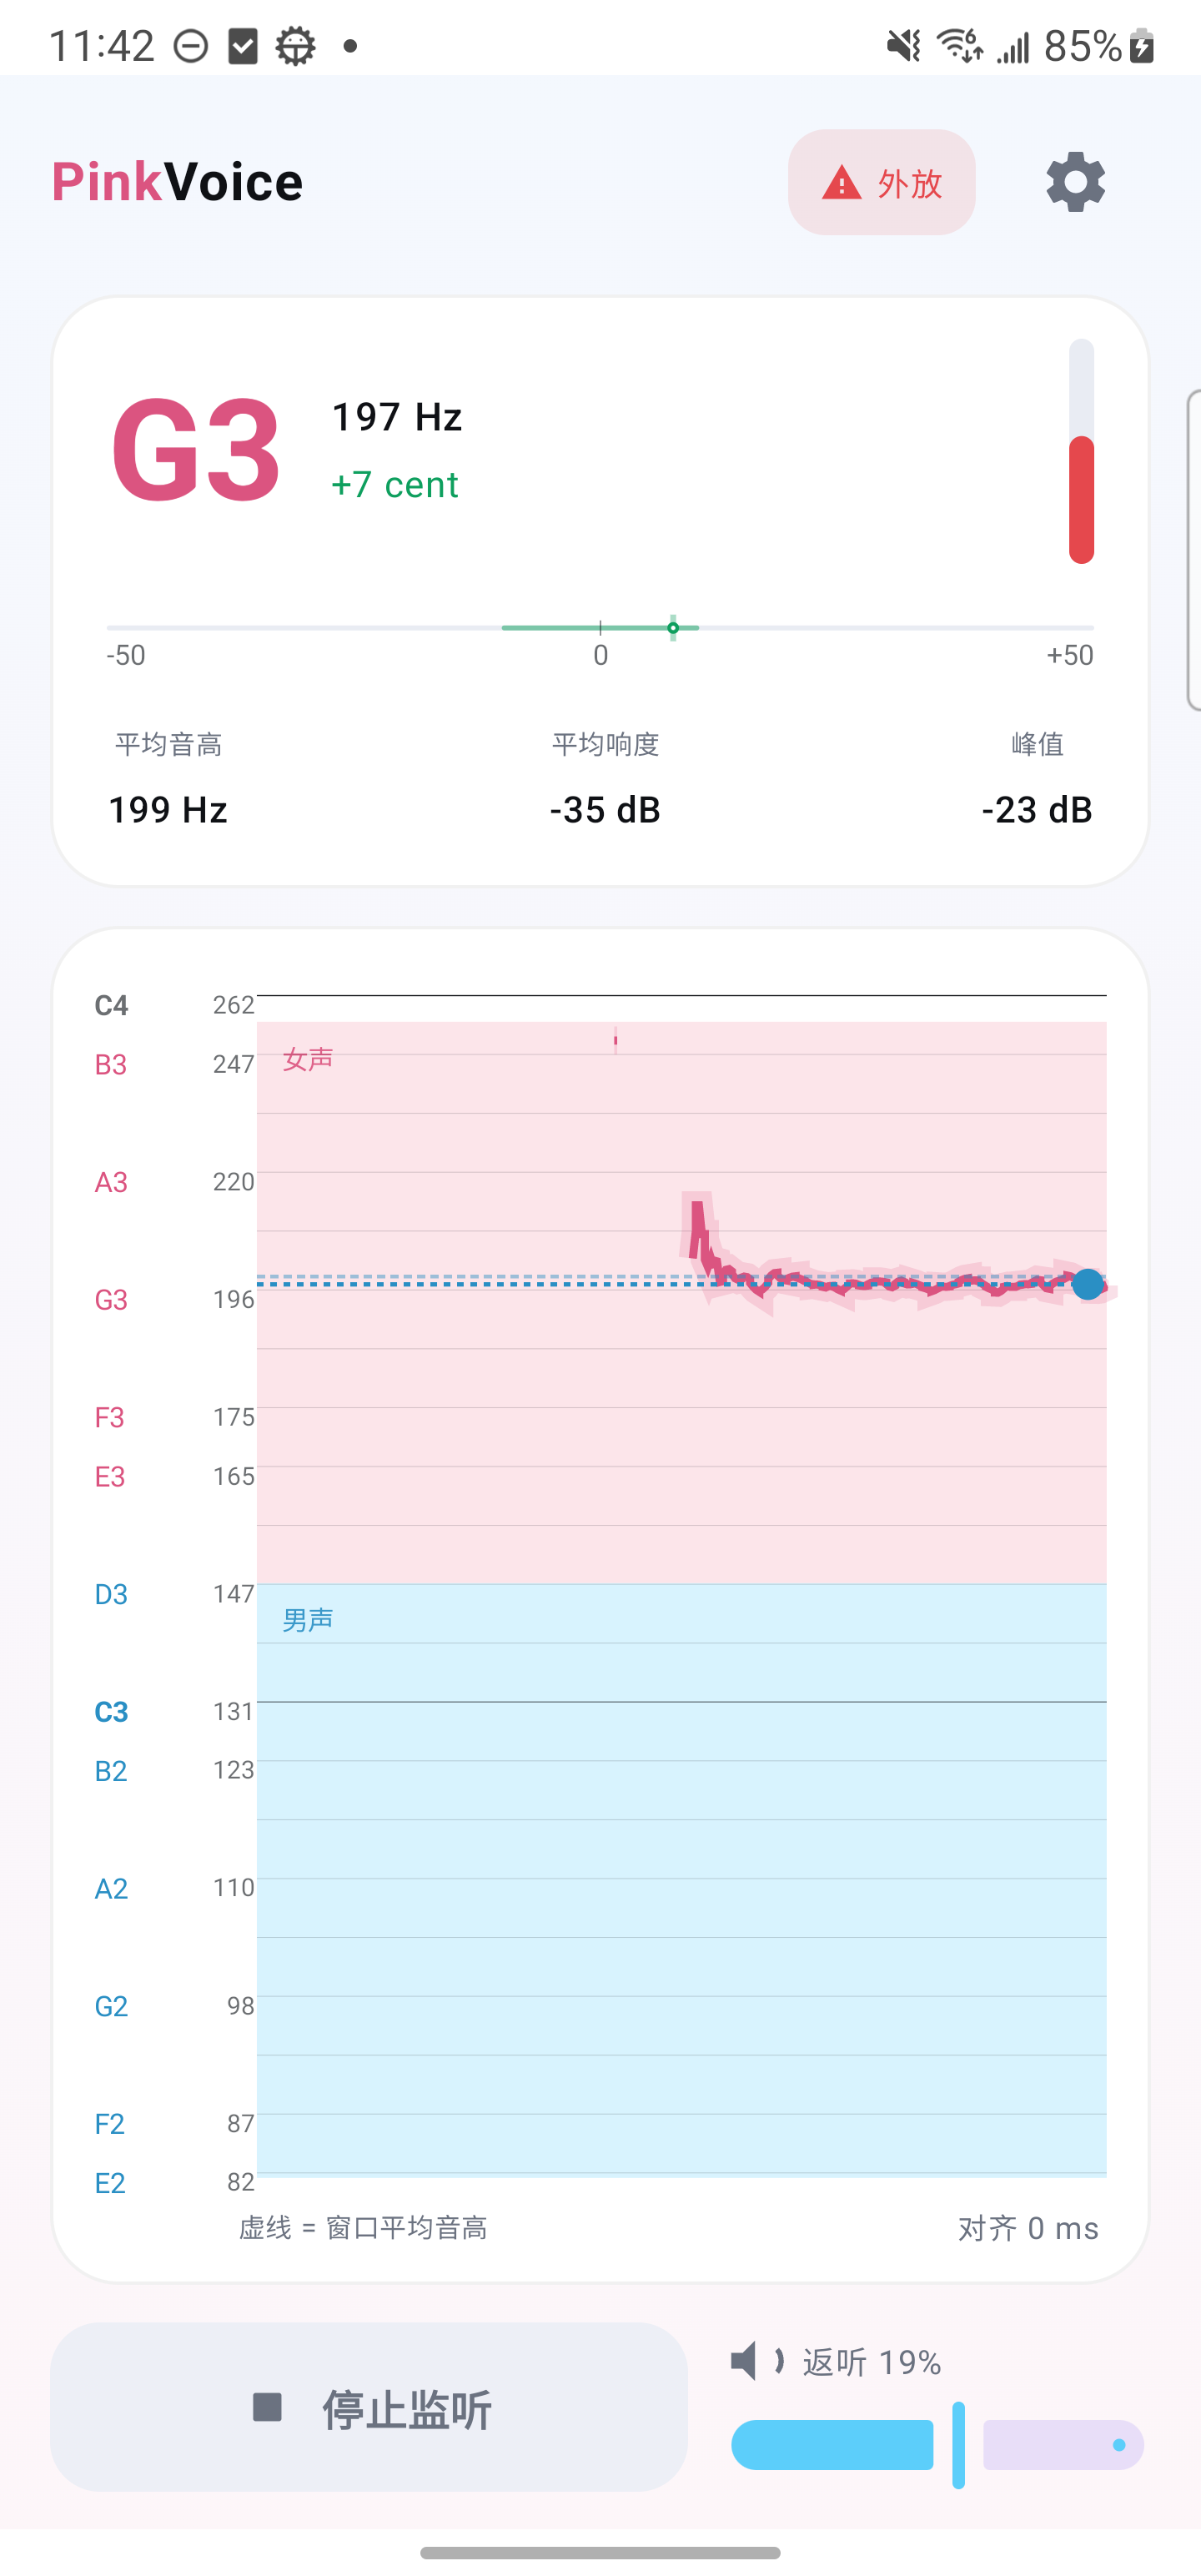 11:42
6
85%
PinkVoice
外放
G3
197 Hz
+7 cent
-50
0
+50
平均音高
平均响度
峰值
199 Hz
-35 dB
-23 dB
C4 262
B3 247
女声
A3 220
G3 196
F3 175
E3 165
D3 147
男声
C3 131
B2 123
A2 110
G2 98
F2 87
E2 82
虚线 = 窗口平均音高
对齐 0 ms
返听 19%
停止监听